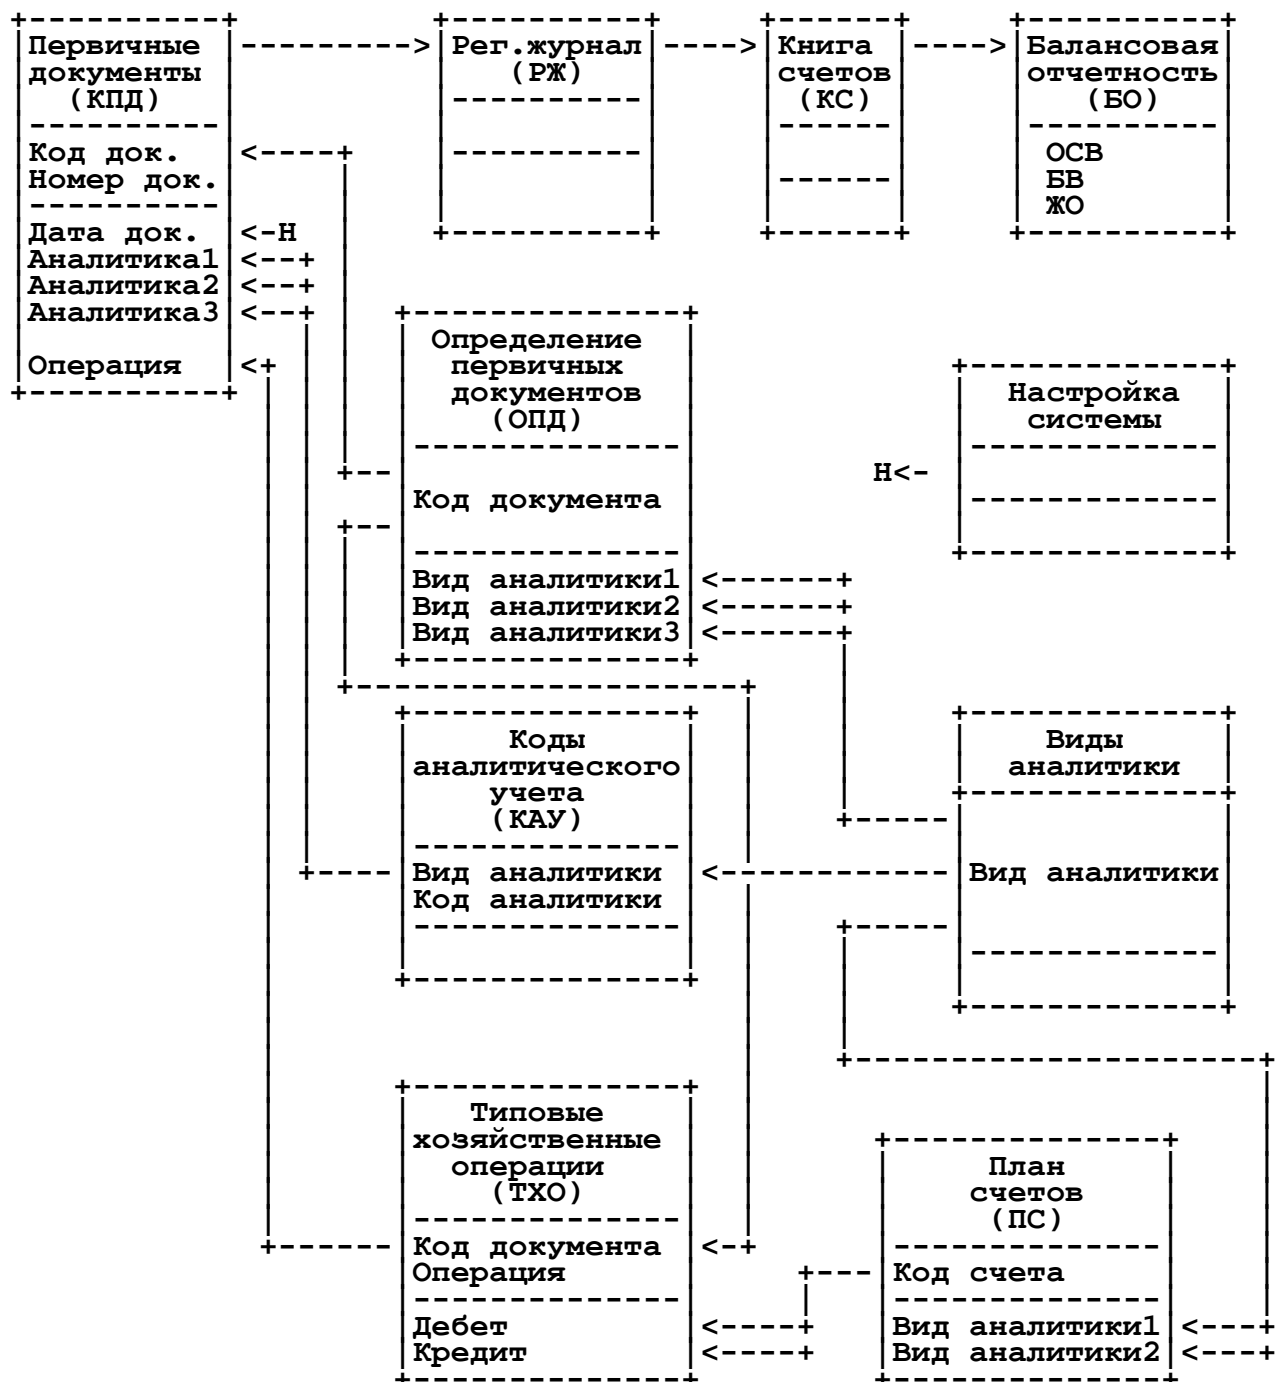 Первичные
документы
(КПД)
Код док.
Номер док.
Дата док.
Аналитика1
Аналитика2
Аналитика3
Операция
Рег.журнал
(РЖ)
Книга
счетов
(КС)
Балансовая
отчетность
(БО)
ОСВ
БВ
ЖО
Н
Определение
первичных
документов
(ОПД)
Код документа
Вид аналитики1
Вид аналитики2
Вид аналитики3
Настройка
системы
Н
Коды
аналитического
учета
(КАУ)
Вид аналитики
Код аналитики
Виды
аналитики
Вид аналитики
Типовые
хозяйственные
операции
(ТХО)
Код документа
Операция
Дебет
Кредит
План
счетов
(ПС)
Код счета
Вид аналитики1
Вид аналитики2